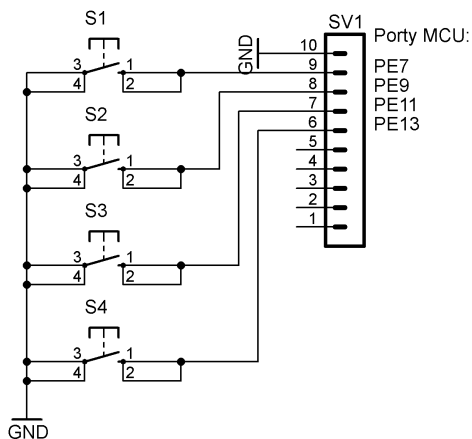 S1
SV1
Porty MCU:
GND
10
3 1 9 PE7
4 2 8 PE9
S2 7 PE11
6 PE13
5
3 1 4
4 2 3
S3 2
1
3 1
4 2
S4
3 1
4 2
GND